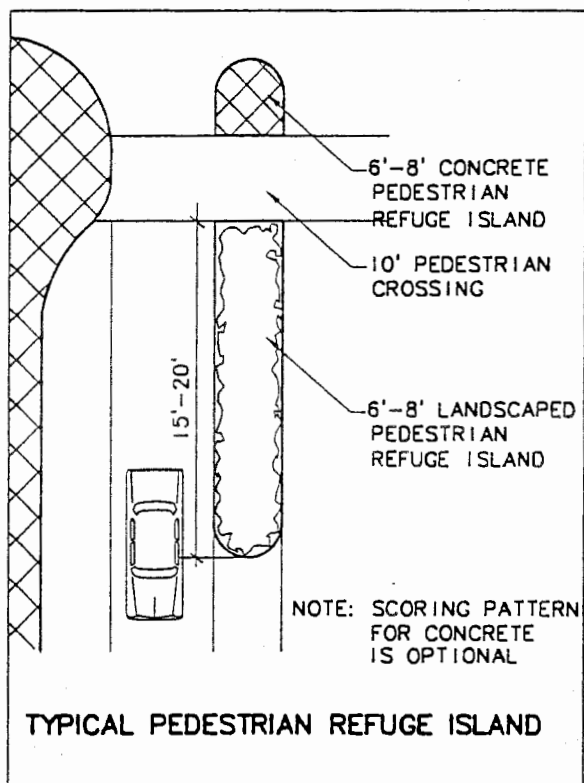 6'-8' CONCRETE
PEDESTRIAN
REFUGE ISLAND
10' PEDESTRIAN
CROSSING
15'-20'
6'-8' LANDSCAPED
PEDESTRIAN
REFUGE ISLAND
NOTE: SCORING PATTERN
FOR CONCRETE
IS OPTIONAL
TYPICAL PEDESTRIAN REFUGE ISLAND